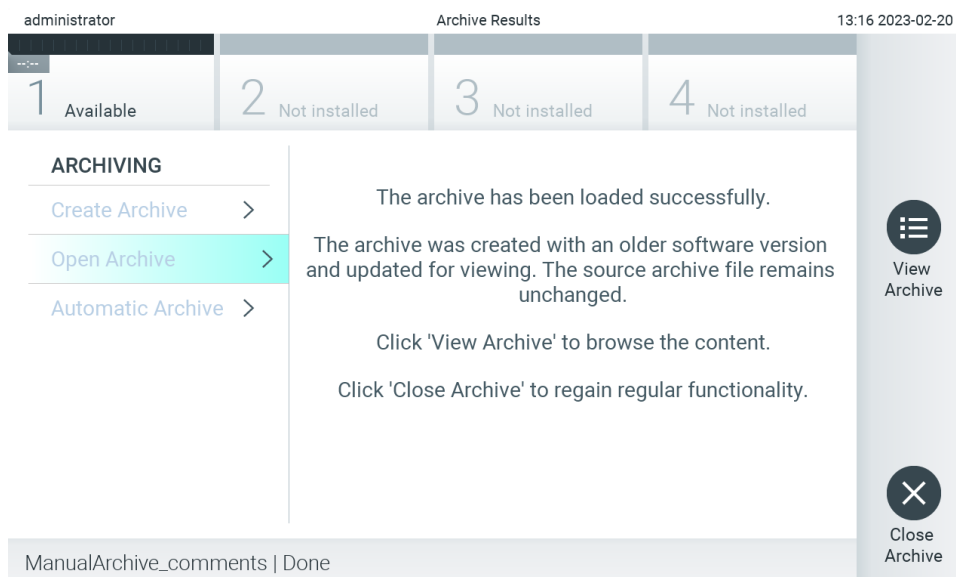 administrator Archive Results 13:16 2023-02-20
--:--
1 Available 2 Not installed 3 Not installed 4 Not installed
ARCHIVING
Create Archive
Open Archive
Automatic Archive
The archive has been loaded successfully.
The archive was created with an older software version
and updated for viewing. The source archive file remains
unchanged.
Click 'View Archive' to browse the content.
Click 'Close Archive' to regain regular functionality.
View
Archive
Close
Archive
ManualArchive_comments | Done